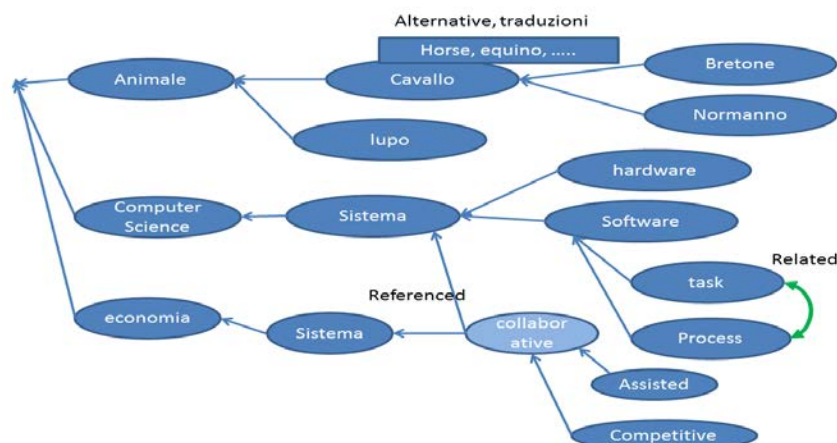 Alternative, traduzioni
Horse, equino, .....
Animale
Cavallo
Bretone
Normanno
lupo
hardware
Computer
Science
Sistema
Software
Related
task
Referenced
economia
Sistema
collabor
ative
Process
Assisted
Competitive